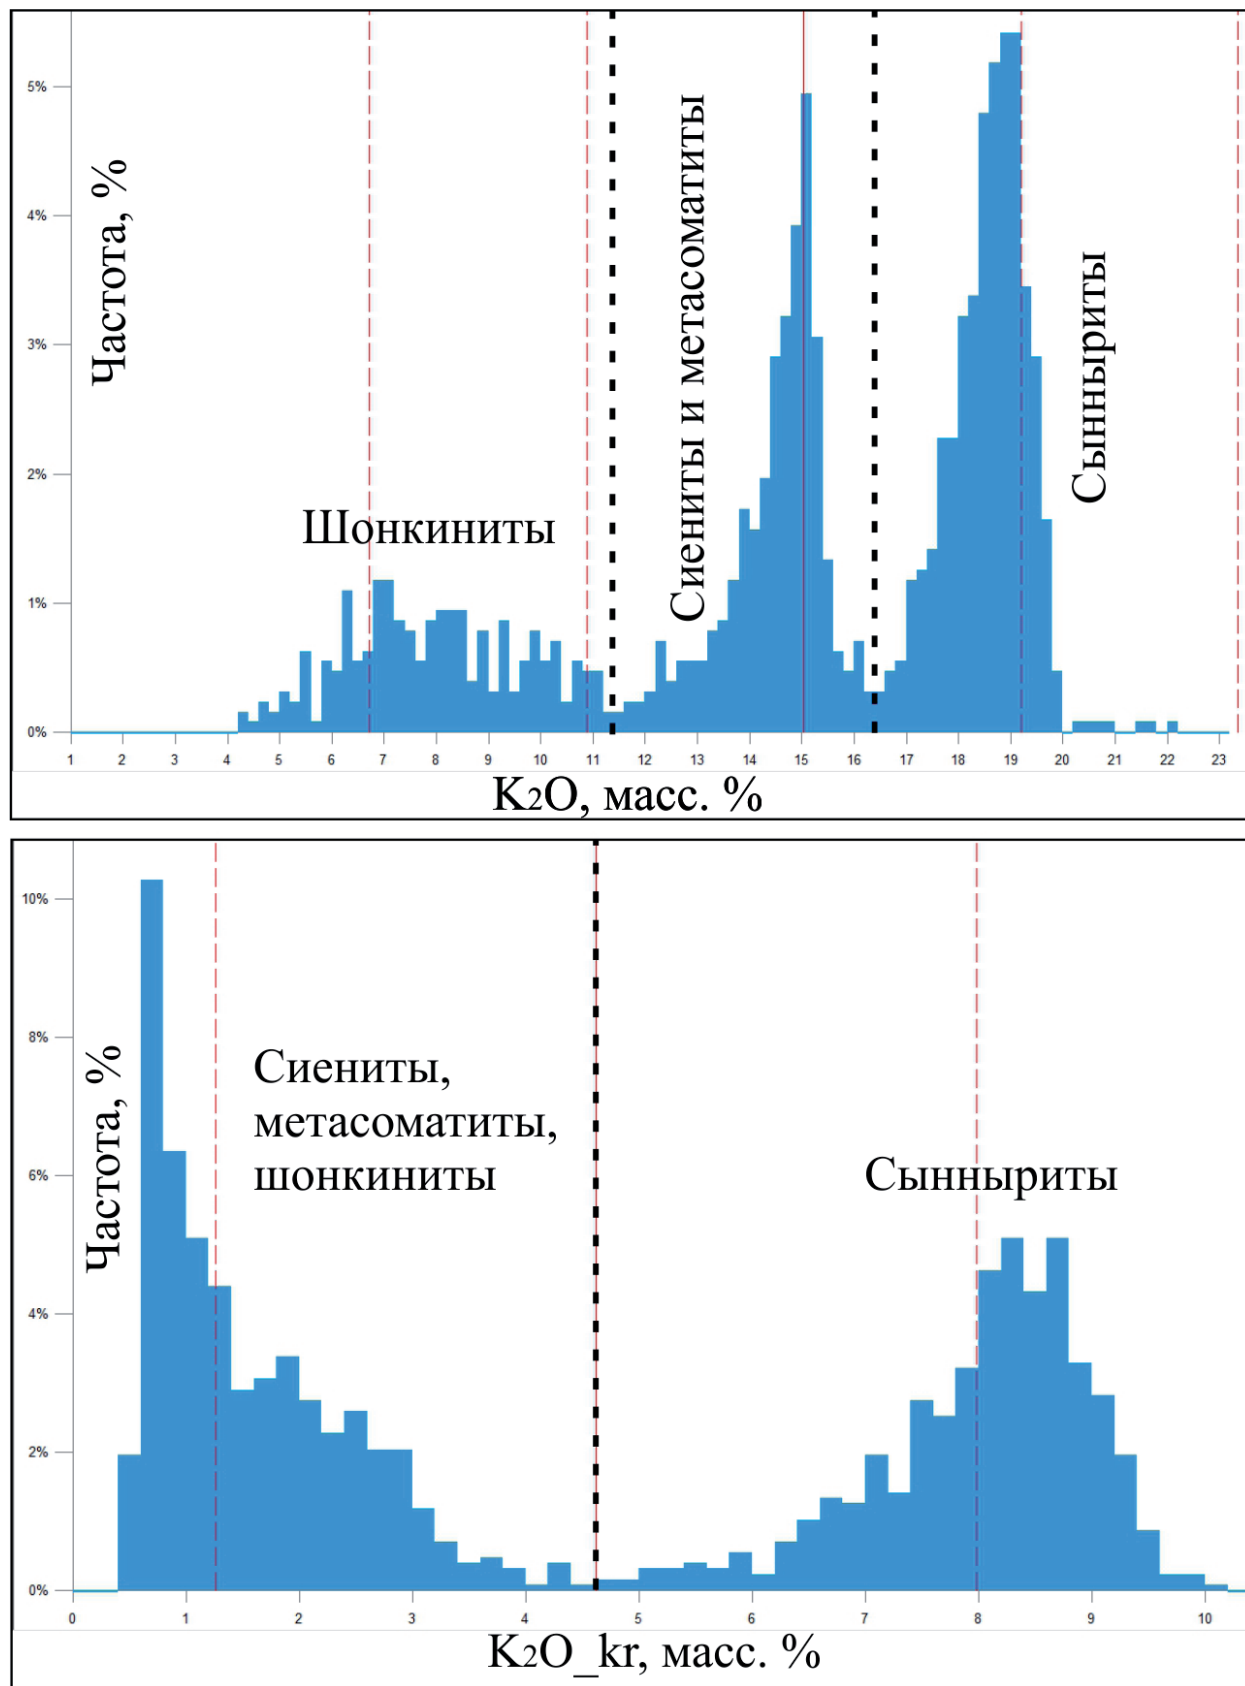 5%
4%
3%
2%
1%
0%
Частота, %
Шонкиниты
Сиениты и метасоматиты
Сынныриты
1 2 3 4 5 6 7 8 9 10 11 12 13 14 15 16 17 18 19 20 21 22 23
K2O, масс. %
10%
8%
6%
4%
2%
0%
Частота, %
Сиениты,
метасоматиты,
шонкиниты
Сынныриты
0 1 2 3 4 5 6 7 8 9 10
K2O_kr, масс. %